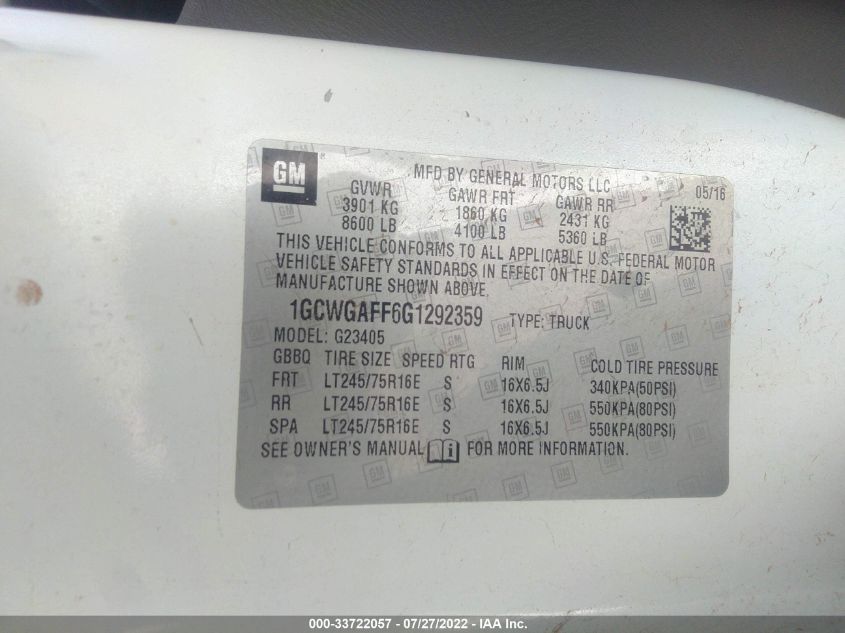 GM
MFD BY GENERAL MOTORS LLC
05/16
GVWR GAWR FRT GAWR RR
3901 KG 1860 KG 2431 KG
8600 LB 4100 LB 5360 LB
THIS VEHICLE CONFORMS TO ALL APPLICABLE U.S. FEDERAL MOTOR
VEHICLE SAFETY STANDARDS IN EFFECT ON THE DATE OF
MANUFACTURE SHOWN ABOVE.
1GCWGAFF6G1292359 TYPE: TRUCK
MODEL: G23405
GBBQ TIRE SIZE SPEED RTG RIM COLD TIRE PRESSURE
FRT LT245/75R16E S 16X6.5J 340KPA(50PSI)
RR LT245/75R16E S 16X6.5J 550KPA(80PSI)
SPA LT245/75R16E S 16X6.5J 550KPA(80PSI)
SEE OWNER'S MANUAL FOR MORE INFORMATION.
000-33722057 - 07/27/2022 - IAA Inc.